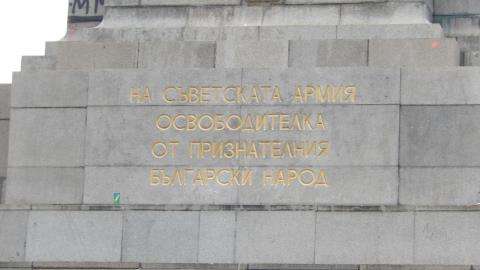 НА СЪВЕТСКАТА АРМИЯ
ОСВОБОДИТЕЛКА
ОТ ПРИЗНАТЕЛНИЯ
БЪЛГАРСКИ НАРОД